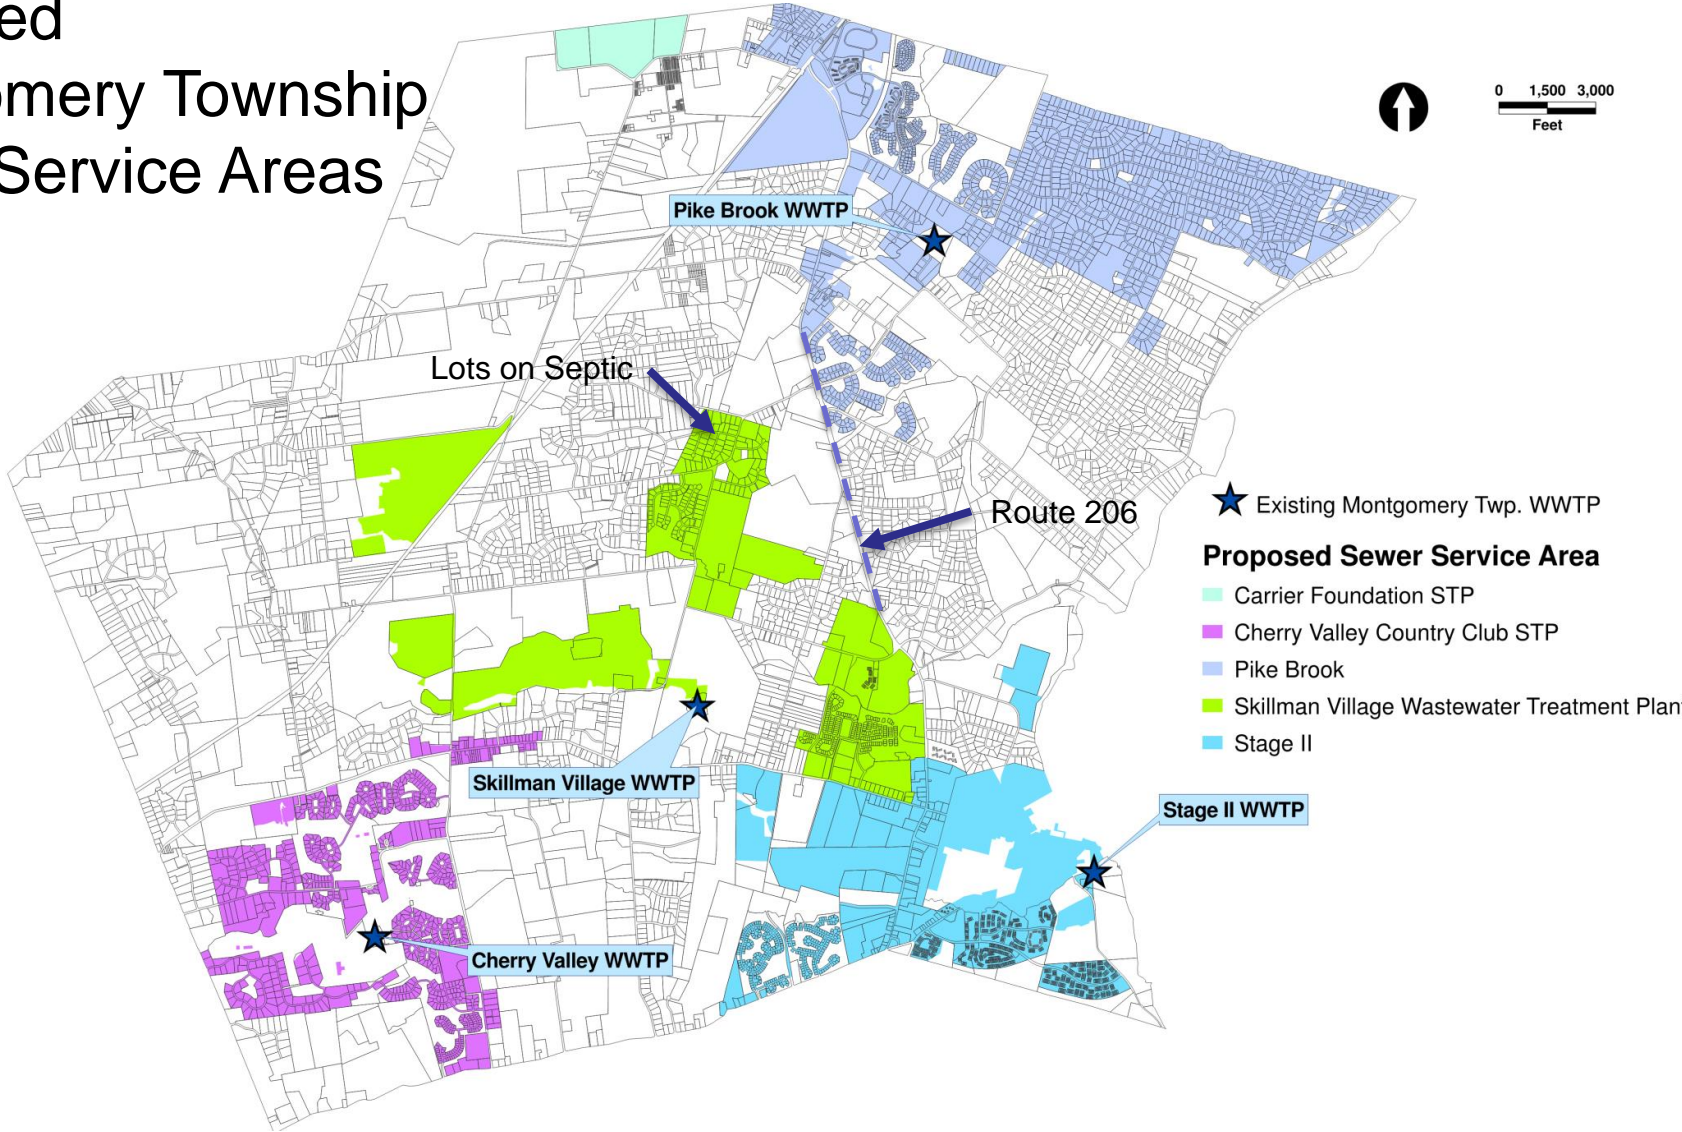 ed
omery Township
Service Areas
0 1,500 3,000
Feet
Pike Brook WWTP
Lots on Septic
Route 206
Existing Montgomery Twp. WWTP
Proposed Sewer Service Area
Carrier Foundation STP
Cherry Valley Country Club STP
Pike Brook
Skillman Village Wastewater Treatment Plan
Stage II
Skillman Village WWTP
Stage II WWTP
Cherry Valley WWTP